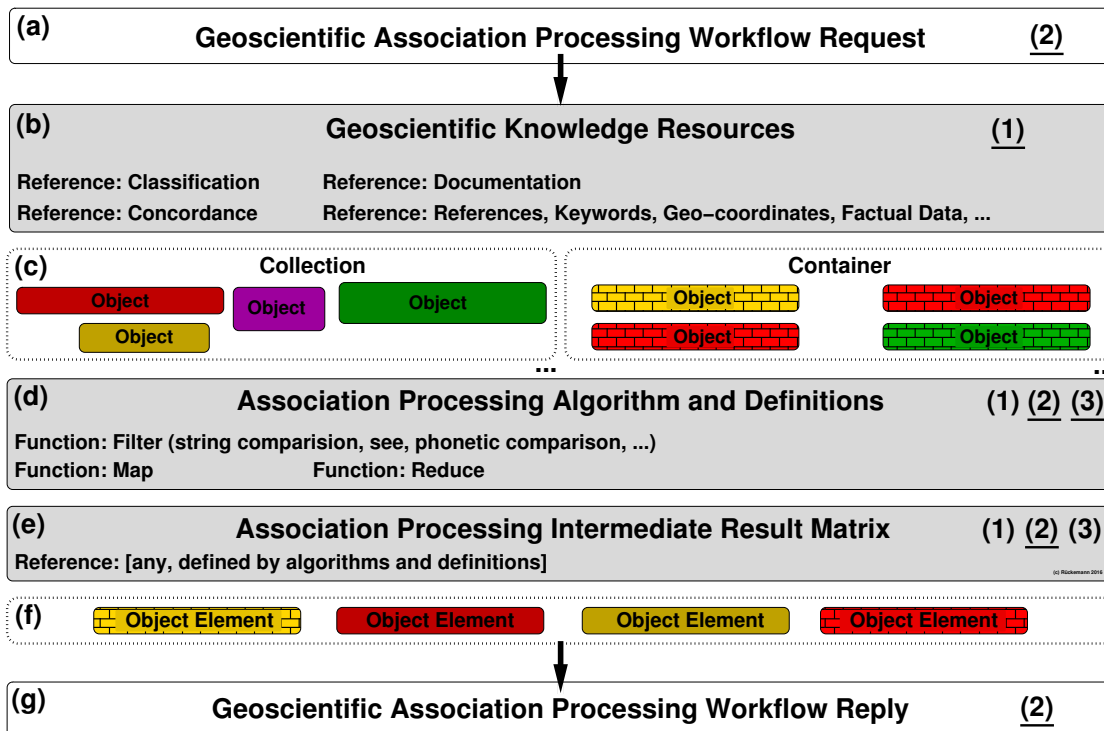 (a) Geoscientific Association Processing Workflow Request (2)
(b) Geoscientific Knowledge Resources (1)
Reference: Classification Reference: Documentation
Reference: Concordance Reference: References, Keywords, Geo−coordinates, Factual Data, ...
(c) Collection Container
Object Object Object Object Object
Object Object Object
... ..
(d) Association Processing Algorithm and Definitions (1) (2) (3)
Function: Filter (string comparision, see, phonetic comparison, ...)
Function: Map Function: Reduce
(e) Association Processing Intermediate Result Matrix (1) (2) (3)
Reference: [any, defined by algorithms and definitions]
(c) Rückemann 2016
(f) Object Element Object Element Object Element Object Element
(g) Geoscientific Association Processing Workflow Reply (2)